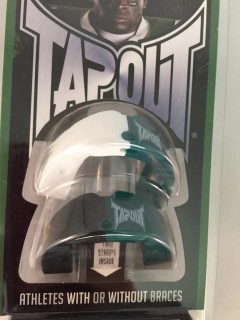 TAPOUT
TAPOUT
TAPOUT
TWO
STRAPS
INSIDE
ATHLETES WITH OR WITHOUT BRACES